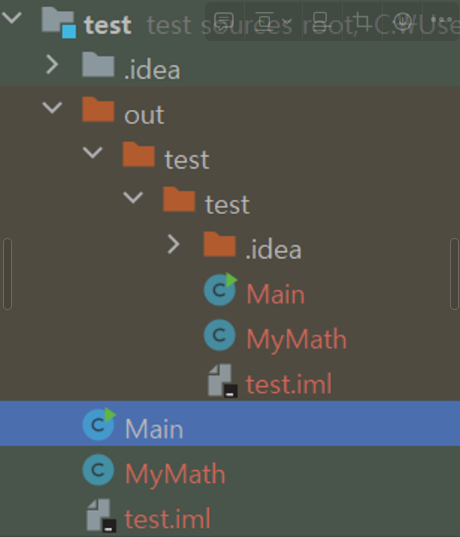 test test sources root, C:\Use
.idea
out
test
test
.idea
Main
MyMath
test.iml
Main
MyMath
test.iml